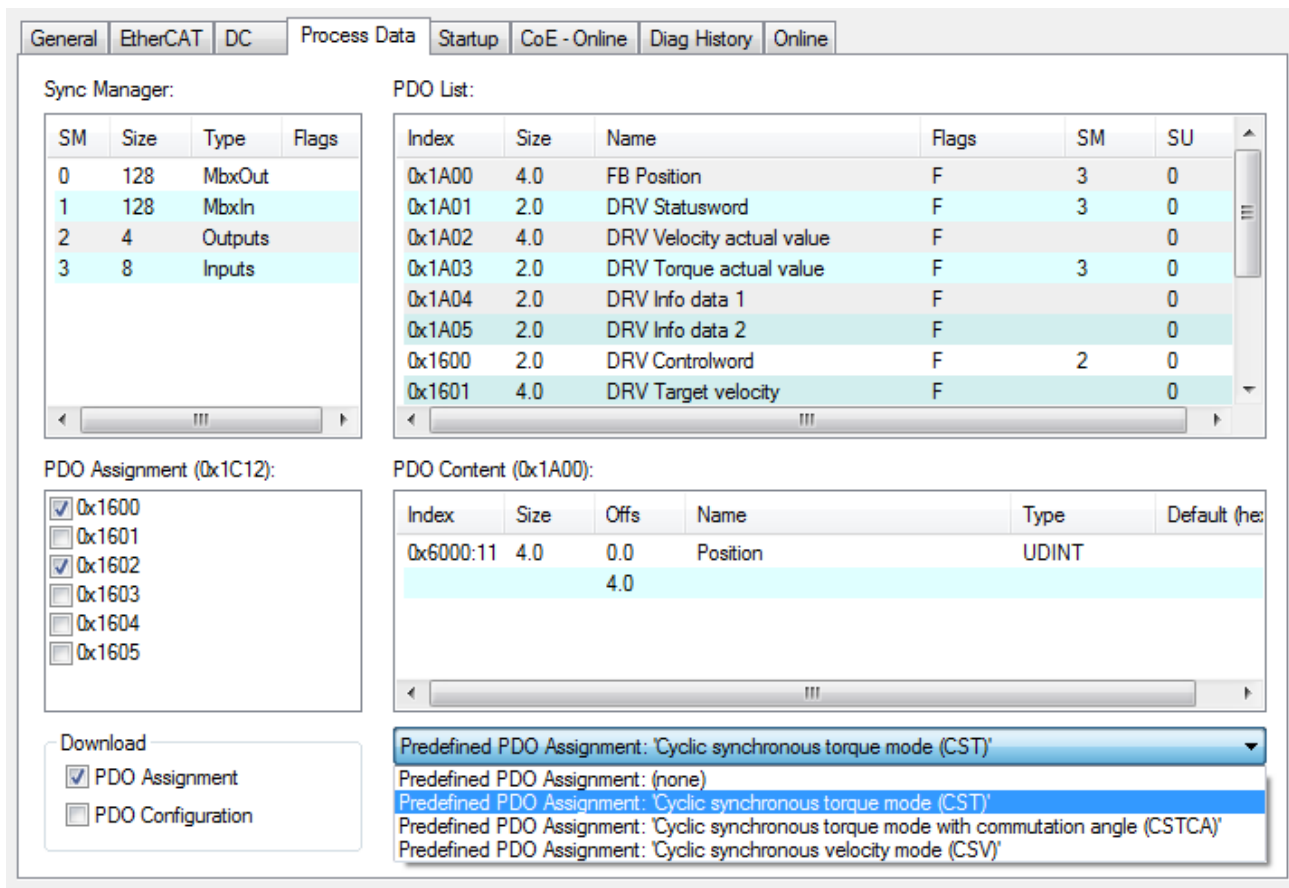 General EtherCAT DC Process Data Startup CoE - Online Diag History Online
Sync Manager:
SM Size Type Flags
0 128 MbxOut
1 128 MbxIn
2 4 Outputs
3 8 Inputs
PDO List:
Index Size Name Flags SM SU
0x1A00 4.0 FB Position F 3 0
0x1A01 2.0 DRV Statusword F 3 0
0x1A02 4.0 DRV Velocity actual value F 0
0x1A03 2.0 DRV Torque actual value F 3 0
0x1A04 2.0 DRV Info data 1 F 0
0x1A05 2.0 DRV Info data 2 F 0
0x1600 2.0 DRV Controlword F 2 0
0x1601 4.0 DRV Target velocity F 0
PDO Assignment (0x1C12):
0x1600
0x1601
0x1602
0x1603
0x1604
0x1605
PDO Content (0x1A00):
Index Size Offs Name Type Default (hex
0x6000:11 4.0 0.0 Position UDINT
4.0
Download
PDO Assignment
PDO Configuration
Predefined PDO Assignment: 'Cyclic synchronous torque mode (CST)'
Predefined PDO Assignment: (none)
Predefined PDO Assignment: 'Cyclic synchronous torque mode (CST)'
Predefined PDO Assignment: 'Cyclic synchronous torque mode with commutation angle (CSTCA)'
Predefined PDO Assignment: 'Cyclic synchronous velocity mode (CSV)'